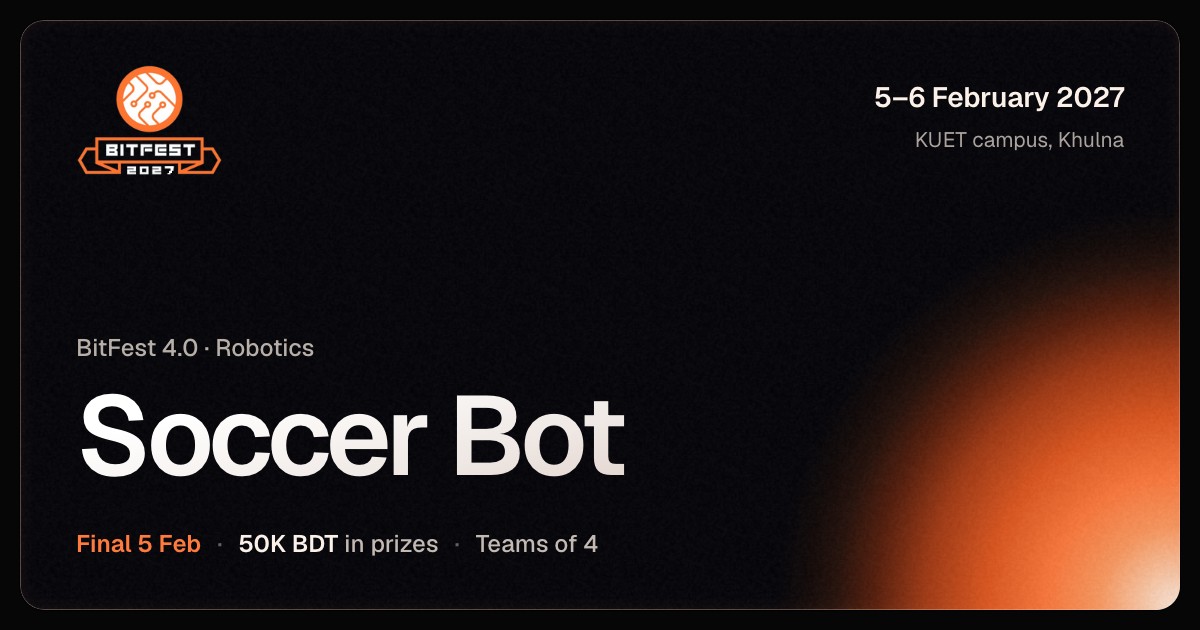 BITFEST
2027
5–6 February 2027
KUET campus, Khulna
BitFest 4.0 · Robotics
Soccer Bot
Final 5 Feb · 50K BDT in prizes · Teams of 4